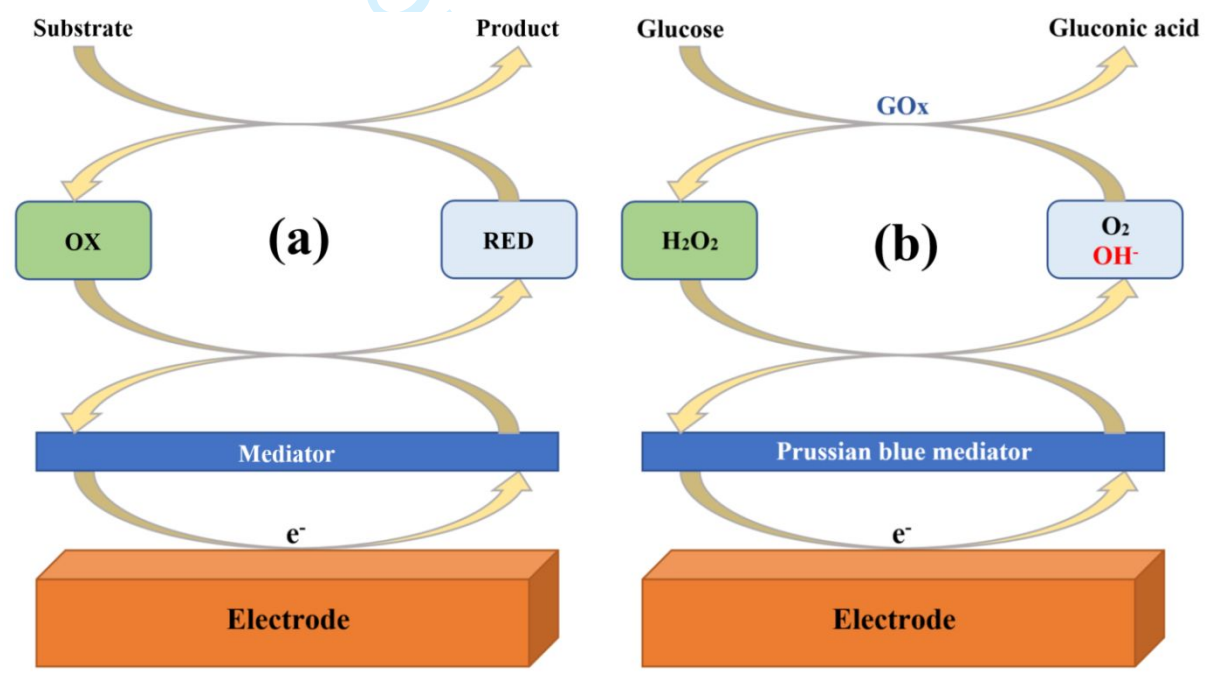 Substrate
Product
OX
(a)
RED
Mediator
e⁻
Electrode
Glucose
Gluconic acid
GOx
H₂O₂
(b)
O₂
OH⁻
Prussian blue mediator
e⁻
Electrode